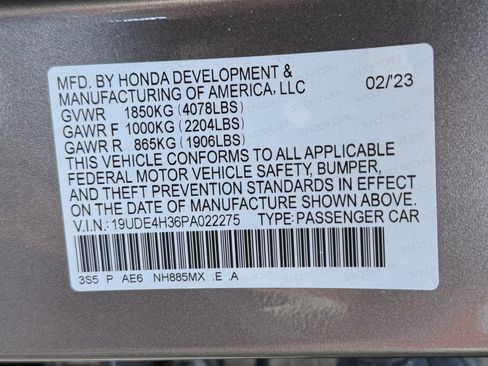 MFD. BY HONDA DEVELOPMENT &
MANUFACTURING OF AMERICA, LLC 02/'23
GVWR 1850KG (4078LBS)
GAWR F 1000KG (2204LBS)
GAWR R 865KG (1906LBS)
THIS VEHICLE CONFORMS TO ALL APPLICABLE
FEDERAL MOTOR VEHICLE SAFETY, BUMPER,
AND THEFT PREVENTION STANDARDS IN EFFECT
ON THE DATE OF MANUFACTURE SHOWN ABOVE.
V.I.N.: 19UDE4H36PA022275 TYPE: PASSENGER CAR
3S5 P AE6 NH885MX .E .A